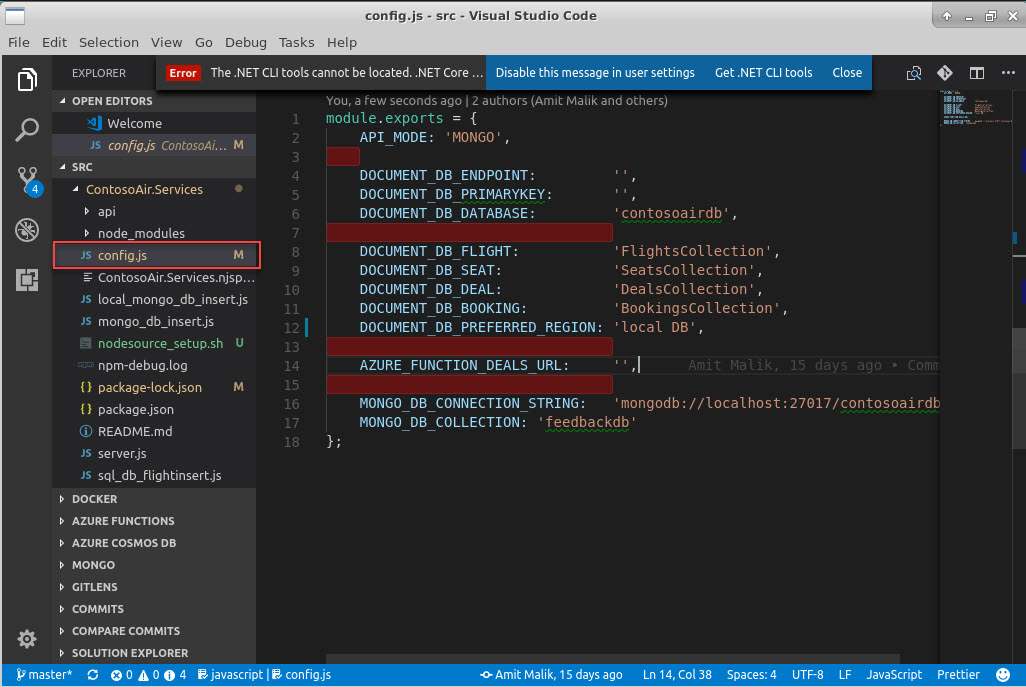 config.js - src - Visual Studio Code
File Edit Selection View Go Debug Tasks Help
EXPLORER
Error The .NET CLI tools cannot be located. .NET Core ... Disable this message in user settings Get .NET CLI tools Close
OPEN EDITORS
Welcome
JS config.js ContosoAi... M
SRC
ContosoAir.Services
api
node_modules
JS config.js M
ContosoAir.Services.njsp...
JS local_mongo_db_insert.js
JS mongo_db_insert.js
nodesource_setup.sh U
npm-debug.log
{} package-lock.json M
{} package.json
README.md
JS server.js
JS sql_db_flightinsert.js
DOCKER
AZURE FUNCTIONS
AZURE COSMOS DB
MONGO
GITLENS
COMMITS
COMPARE COMMITS
SOLUTION EXPLORER
4
You, a few seconds ago | 2 authors (Amit Malik and others)
1 module.exports = {
2 API_MODE: 'MONGO',
3
4 DOCUMENT_DB_ENDPOINT: '',
5 DOCUMENT_DB_PRIMARYKEY: '',
6 DOCUMENT_DB_DATABASE: 'contosoairdb',
7
8 DOCUMENT_DB_FLIGHT: 'FlightsCollection',
9 DOCUMENT_DB_SEAT: 'SeatsCollection',
10 DOCUMENT_DB_DEAL: 'DealsCollection',
11 DOCUMENT_DB_BOOKING: 'BookingsCollection',
12 DOCUMENT_DB_PREFERRED_REGION: 'local DB',
13
14 AZURE_FUNCTION_DEALS_URL: '', Amit Malik, 15 days ago • Comm
15
16 MONGO_DB_CONNECTION_STRING: 'mongodb://localhost:27017/contosoairdb
17 MONGO_DB_COLLECTION: 'feedbackdb'
18 };
master* 0 0 4 javascript | config.js Amit Malik, 15 days ago Ln 14, Col 38 Spaces: 4 UTF-8 LF JavaScript Prettier